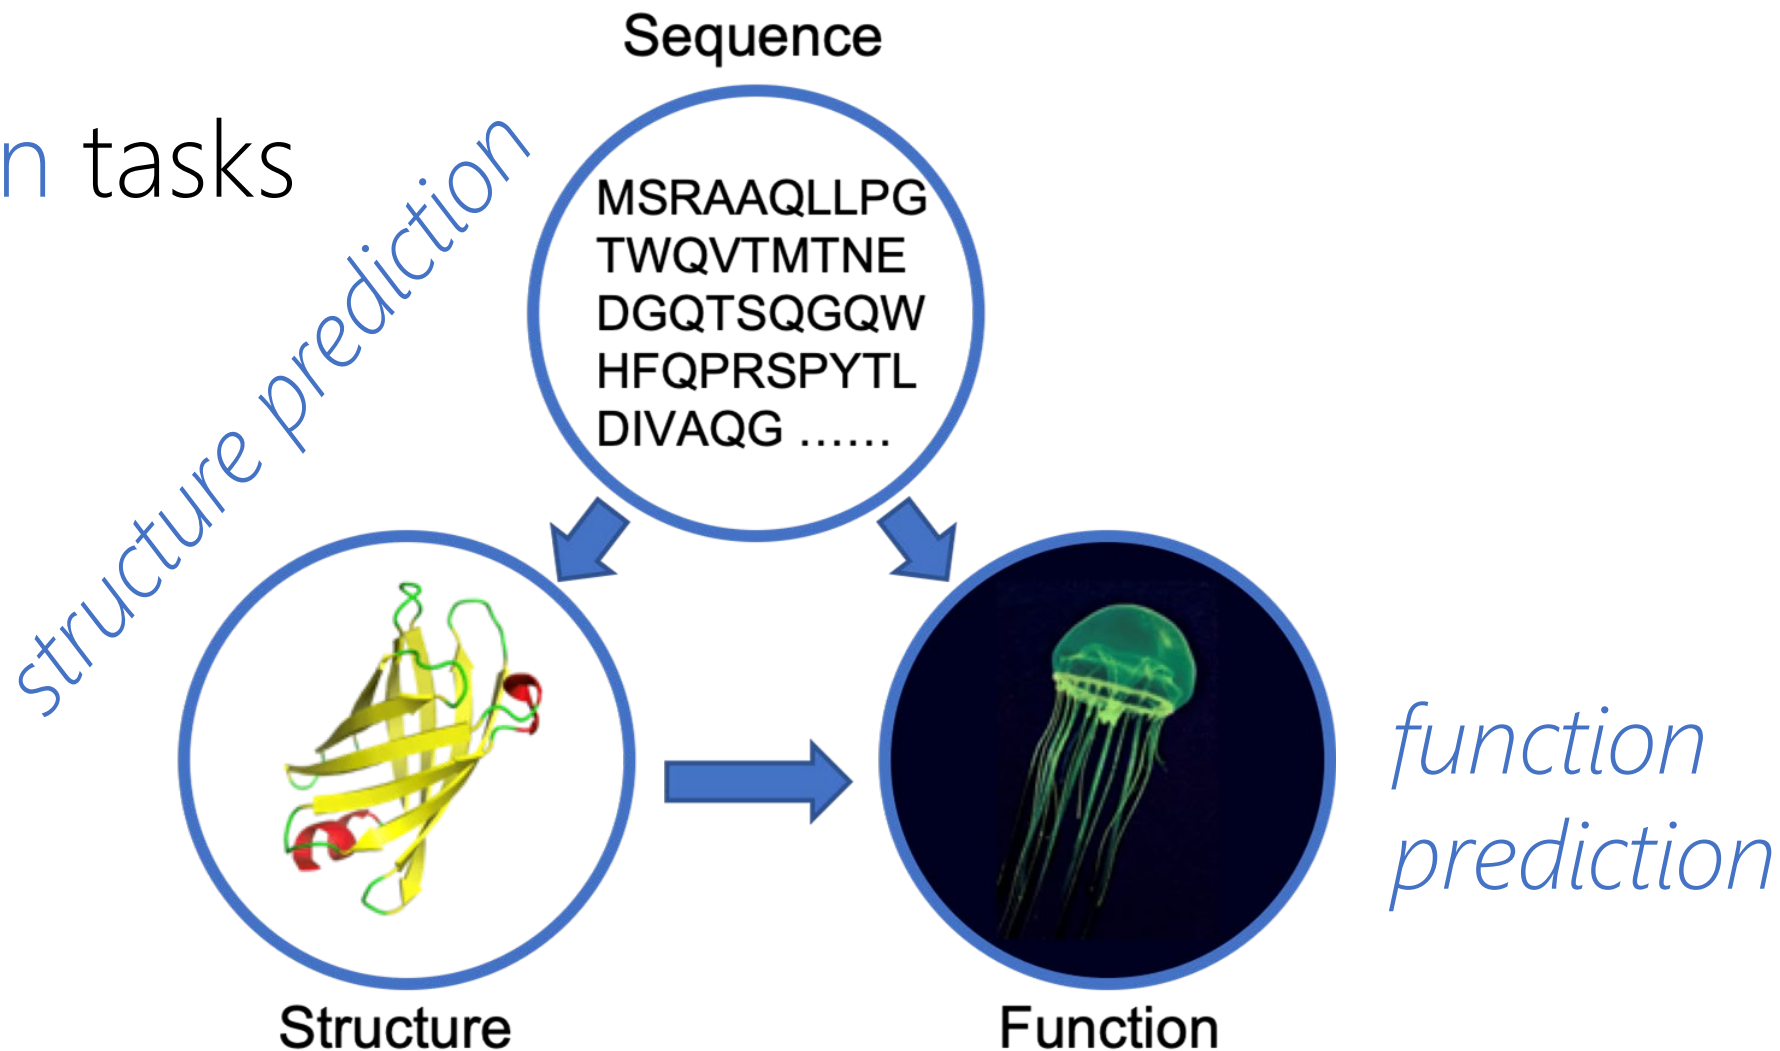 Sequence
n tasks
structure prediction
MSRAAQLLPG
TWQVTMTNE
DGQTSQGQW
HFQPRSPYTL
DIVAQG ......
function
prediction
Structure
Function